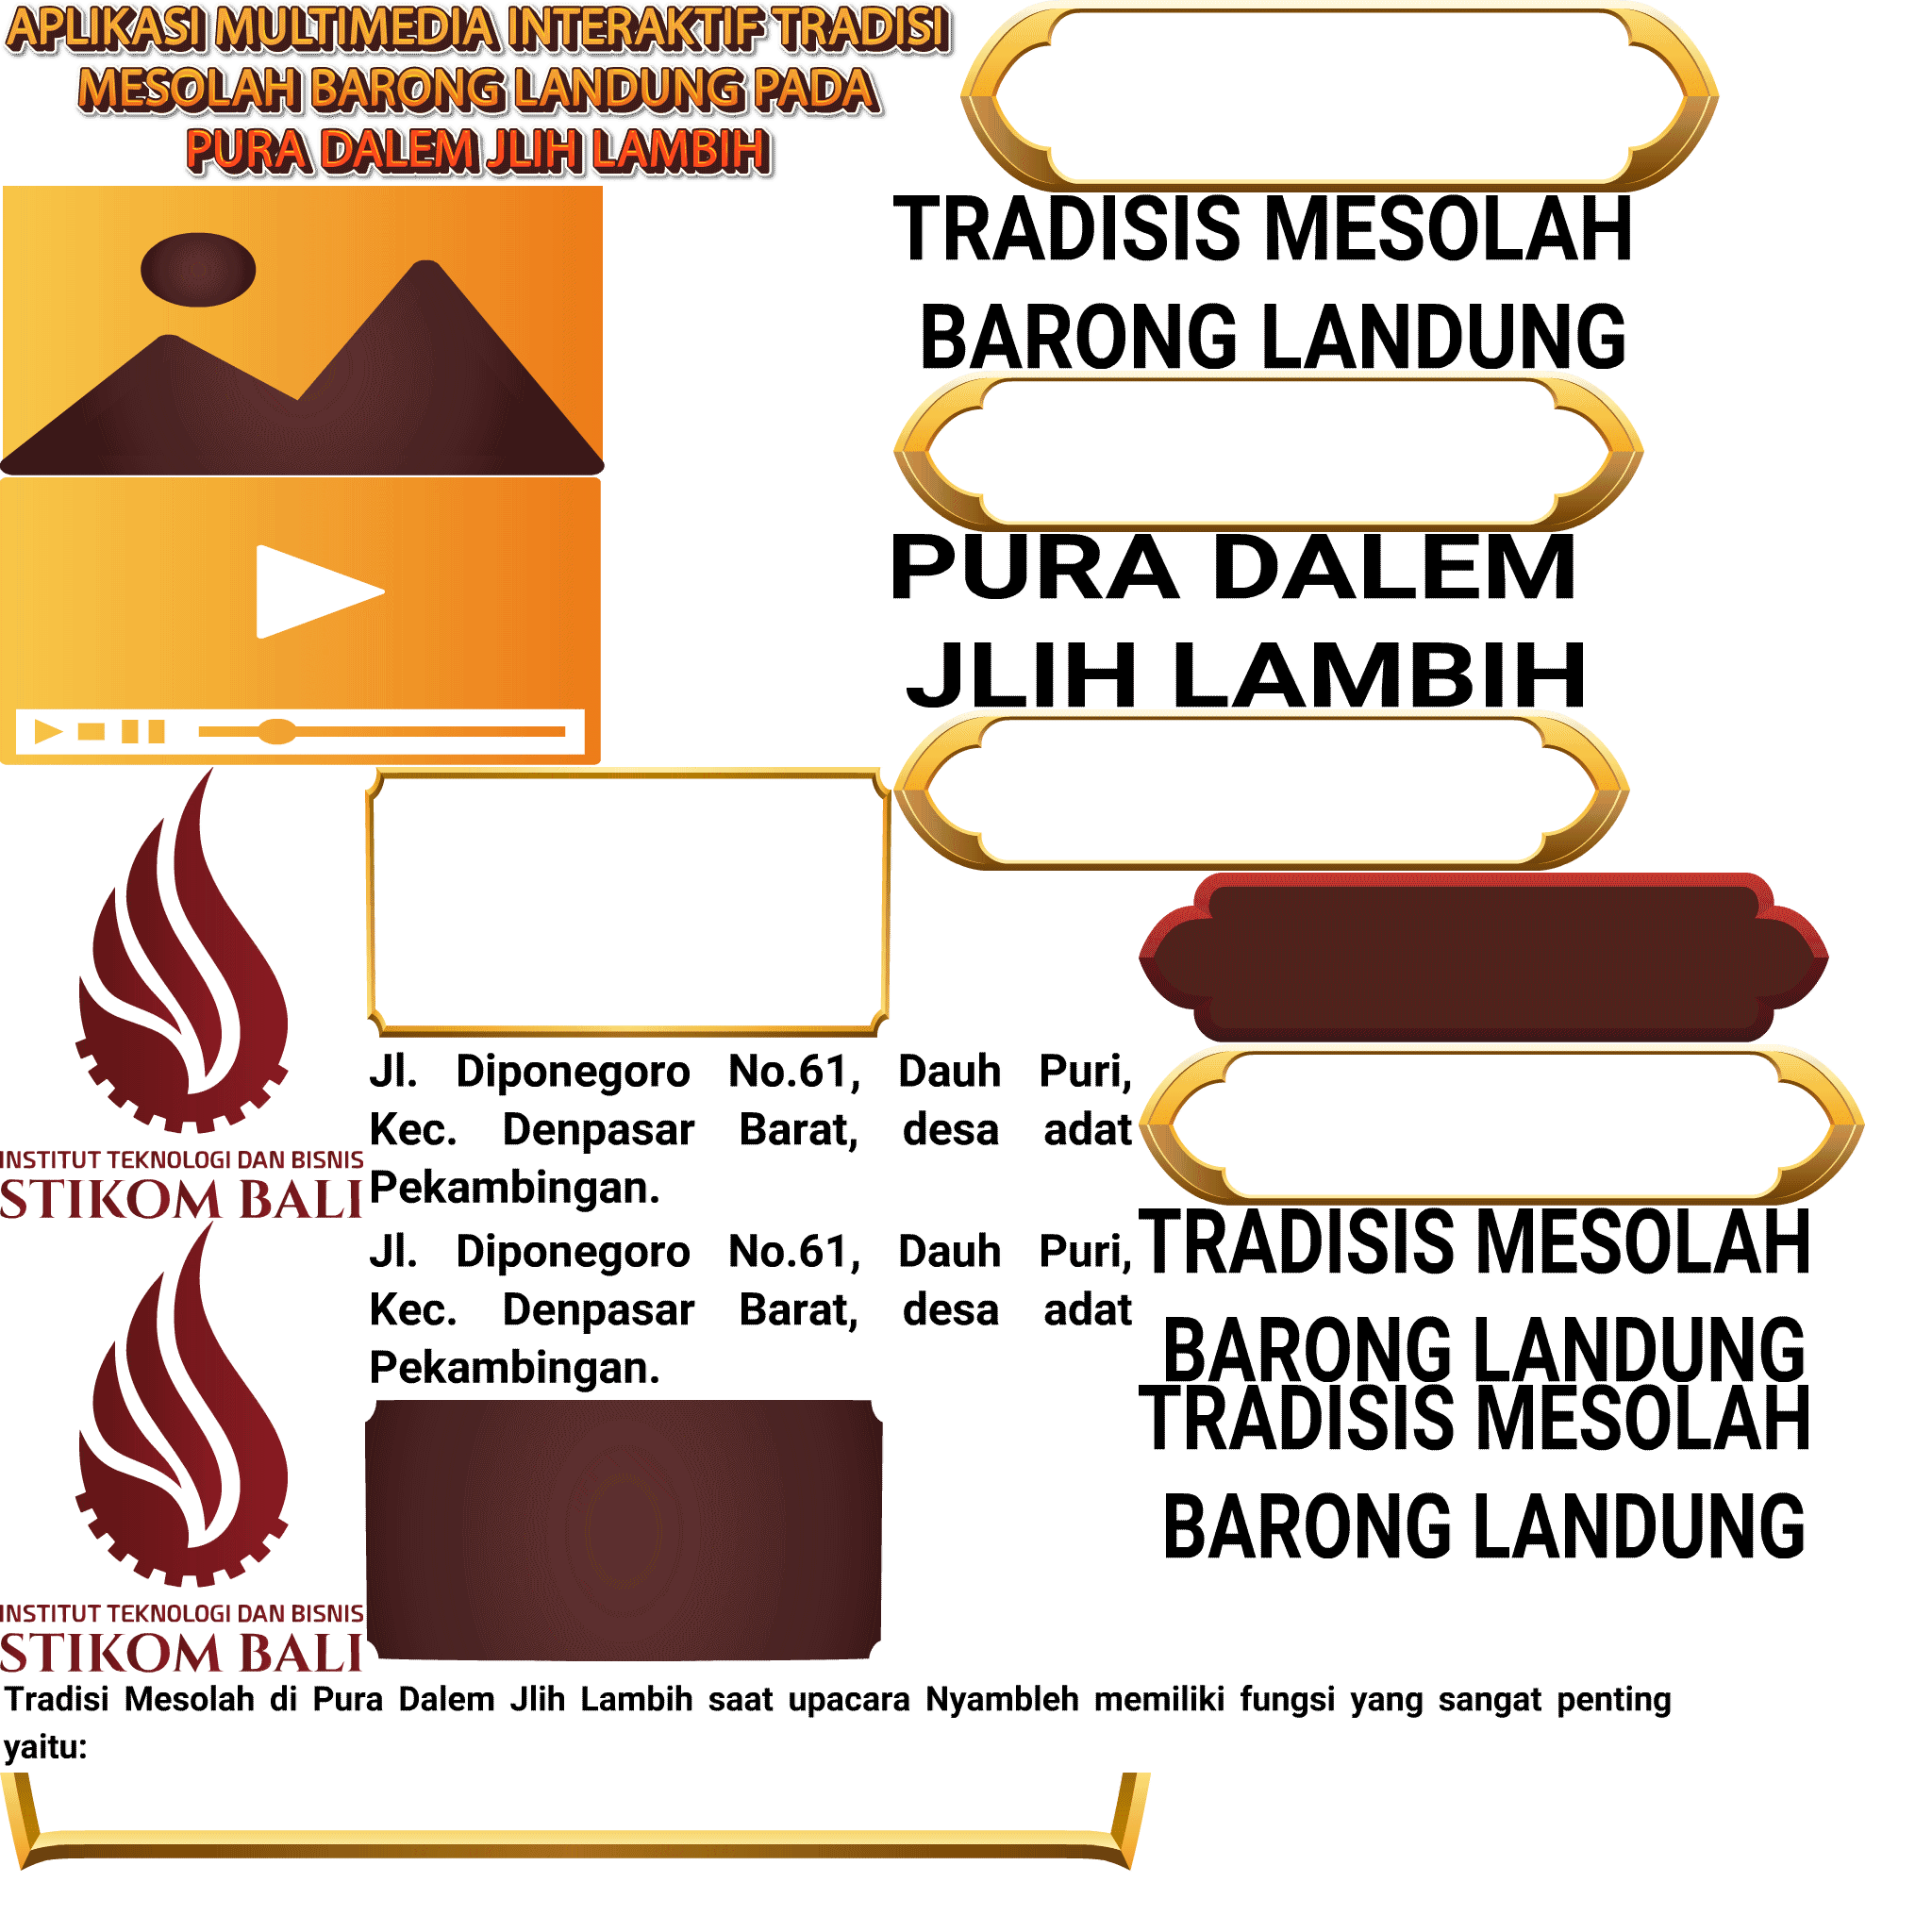 APLIKASI MULTIMEDIA INTERAKTIF TRADISI
MESOLAH BARONG LANDUNG PADA
PURA DALEM JLIH LAMBIH
TRADISIS MESOLAH
BARONG LANDUNG
PURA DALEM
JLIH LAMBIH
INSTITUT TEKNOLOGI DAN BISNIS
STIKOM BALI
Jl. Diponegoro No.61, Dauh Puri,
Kec. Denpasar Barat, desa adat
Pekambingan.
Jl. Diponegoro No.61, Dauh Puri,
Kec. Denpasar Barat, desa adat
Pekambingan.
TRADISIS MESOLAH
BARONG LANDUNG
TRADISIS MESOLAH
BARONG LANDUNG
INSTITUT TEKNOLOGI DAN BISNIS
STIKOM BALI
Tradisi Mesolah di Pura Dalem Jlih Lambih saat upacara Nyambleh memiliki fungsi yang sangat penting
yaitu: